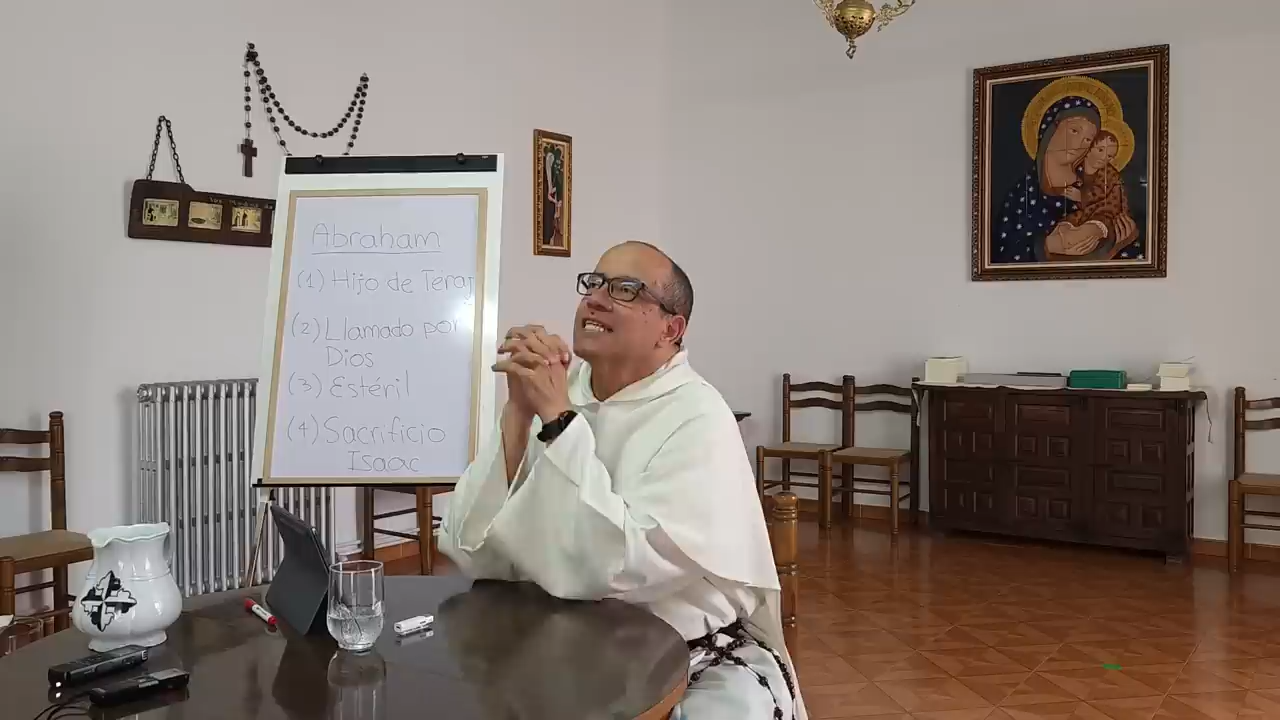 Abraham
(1) Hijo de Teraj
(2) Llamado por
Dios
(3) Estéril
(4) Sacrificio
Isaac